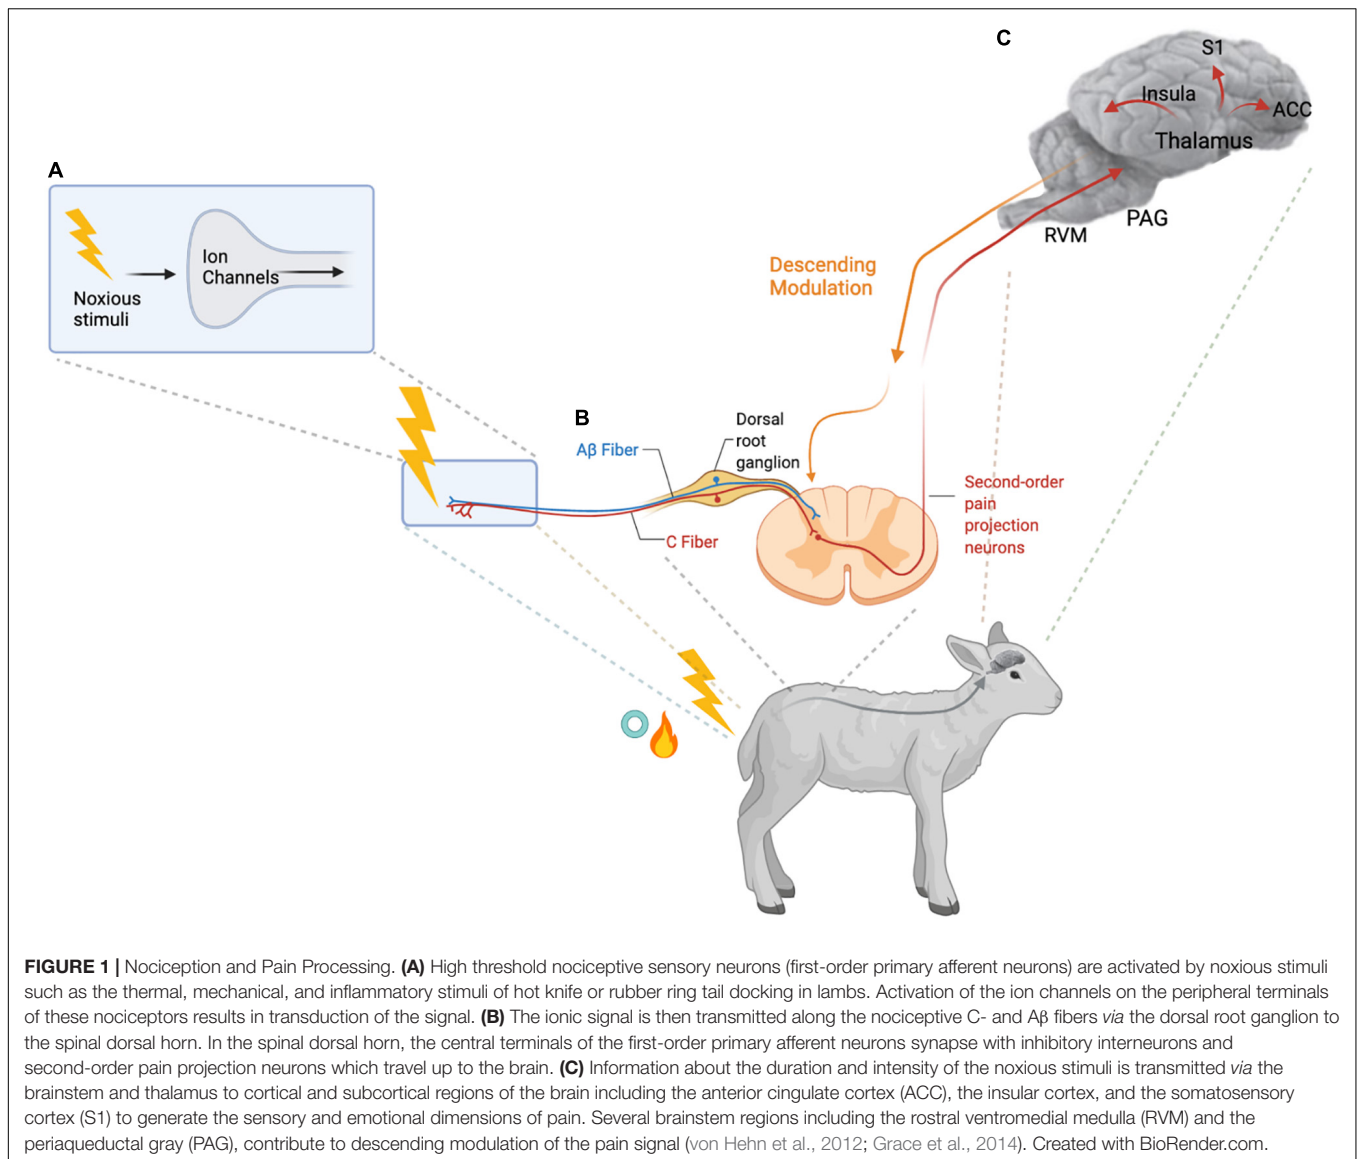 C
S1
Insula
ACC
Thalamus
PAG
RVM
A
Noxious
stimuli
Ion
Channels
Descending
Modulation
B
Aβ Fiber
Dorsal
root
ganglion
C Fiber
Second-order
pain
projection
neurons
FIGURE 1 | Nociception and Pain Processing. (A) High threshold nociceptive sensory neurons (first-order primary afferent neurons) are activated by noxious stimuli
such as the thermal, mechanical, and inflammatory stimuli of hot knife or rubber ring tail docking in lambs. Activation of the ion channels on the peripheral terminals
of these nociceptors results in transduction of the signal. (B) The ionic signal is then transmitted along the nociceptive C- and Aβ fibers via the dorsal root ganglion to
the spinal dorsal horn. In the spinal dorsal horn, the central terminals of the first-order primary afferent neurons synapse with inhibitory interneurons and
second-order pain projection neurons which travel up to the brain. (C) Information about the duration and intensity of the noxious stimuli is transmitted via the
brainstem and thalamus to cortical and subcortical regions of the brain including the anterior cingulate cortex (ACC), the insular cortex, and the somatosensory
cortex (S1) to generate the sensory and emotional dimensions of pain. Several brainstem regions including the rostral ventromedial medulla (RVM) and the
periaqueductal gray (PAG), contribute to descending modulation of the pain signal (von Hehn et al., 2012; Grace et al., 2014). Created with BioRender.com.